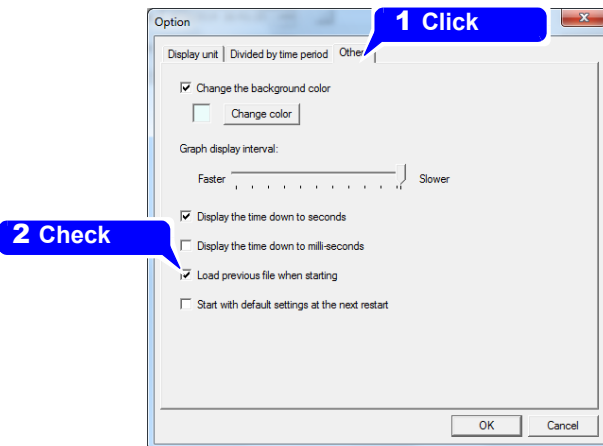 Option
1 Click
Display unit Divided by time period Other
Change the background color
Change color
Graph display interval:
Faster Slower
Display the time down to seconds
2 Check
Display the time down to milli-seconds
Load previous file when starting
Start with default settings at the next restart
OK Cancel